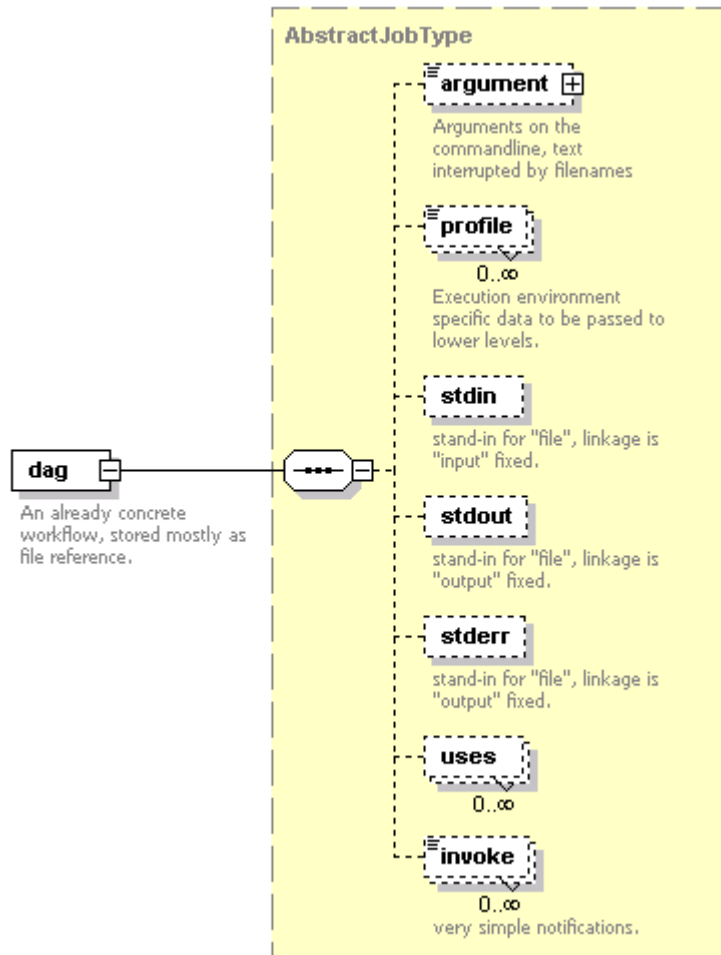 AbstractJobType
argument
Arguments on the
commandline, text
interrupted by filenames
profile
0..∞
Execution environment
specific data to be passed to
lower levels.
stdin
stand-in for "file", linkage is
"input" fixed.
dag
An already concrete
workflow, stored mostly as
file reference.
stdout
stand-in for "file", linkage is
"output" fixed.
stderr
stand-in for "file", linkage is
"output" fixed.
uses
0..∞
invoke
0..∞
very simple notifications.